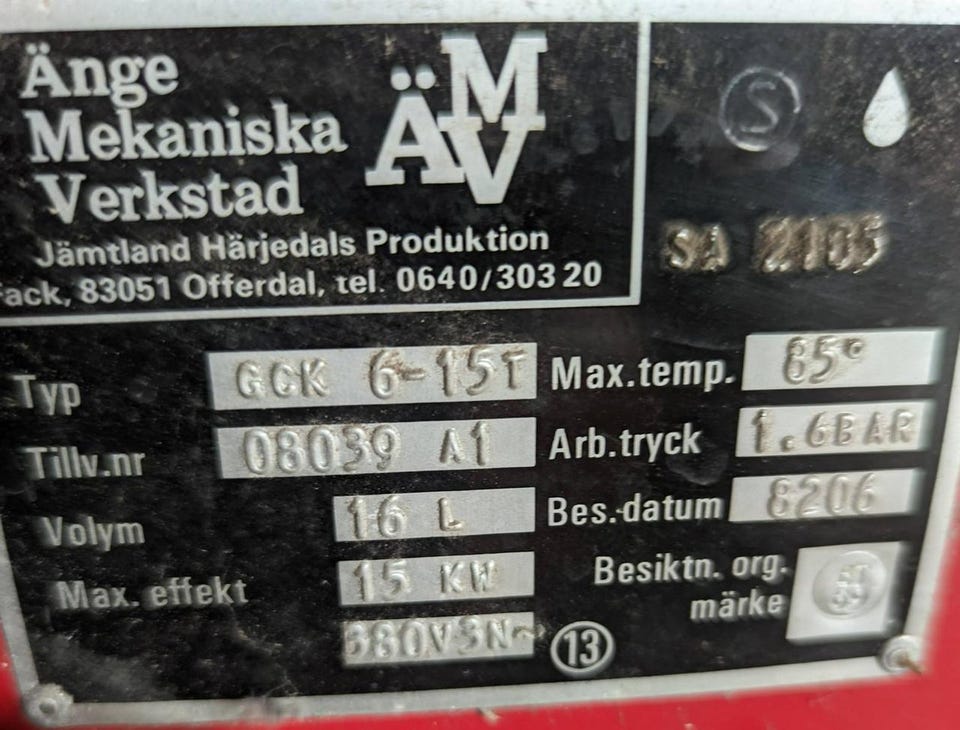 Änge
Mekaniska
Verkstad
ÄMV
Jämtland Härjedals Produktion
Fack, 83051 Offerdal, tel. 0640/303 20
S
SA 2105
Typ GCK 6-15T
Max.temp. 85°
Tillv.nr 08039 A1
Arb.tryck 1.6BAR
Volym 16 L
Bes.datum 8206
Max. effekt 15 KW
Besiktn. org.
märke
380V3N~ 13